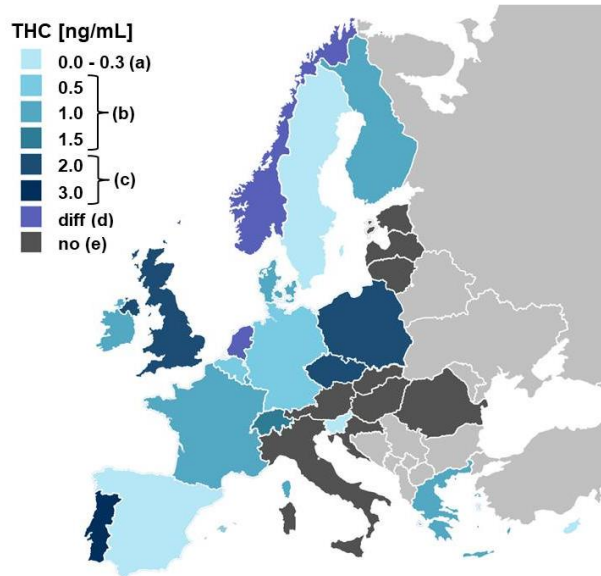 THC [ng/mL]
0.0 - 0.3 (a)
0.5
1.0 (b)
1.5
2.0 (c)
3.0
diff (d)
no (e)